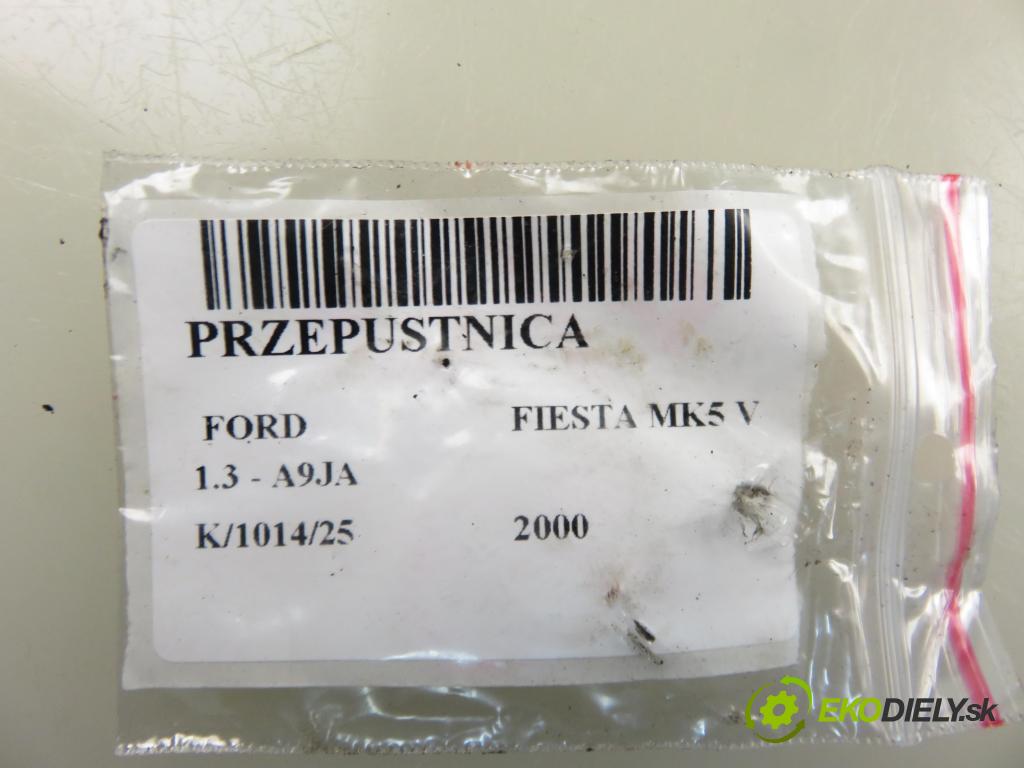 PRZEPUSTNICA
FORD FIESTA MK5 V
1.3 - A9JA
K/1014/25 2000
EKODIELY.sk